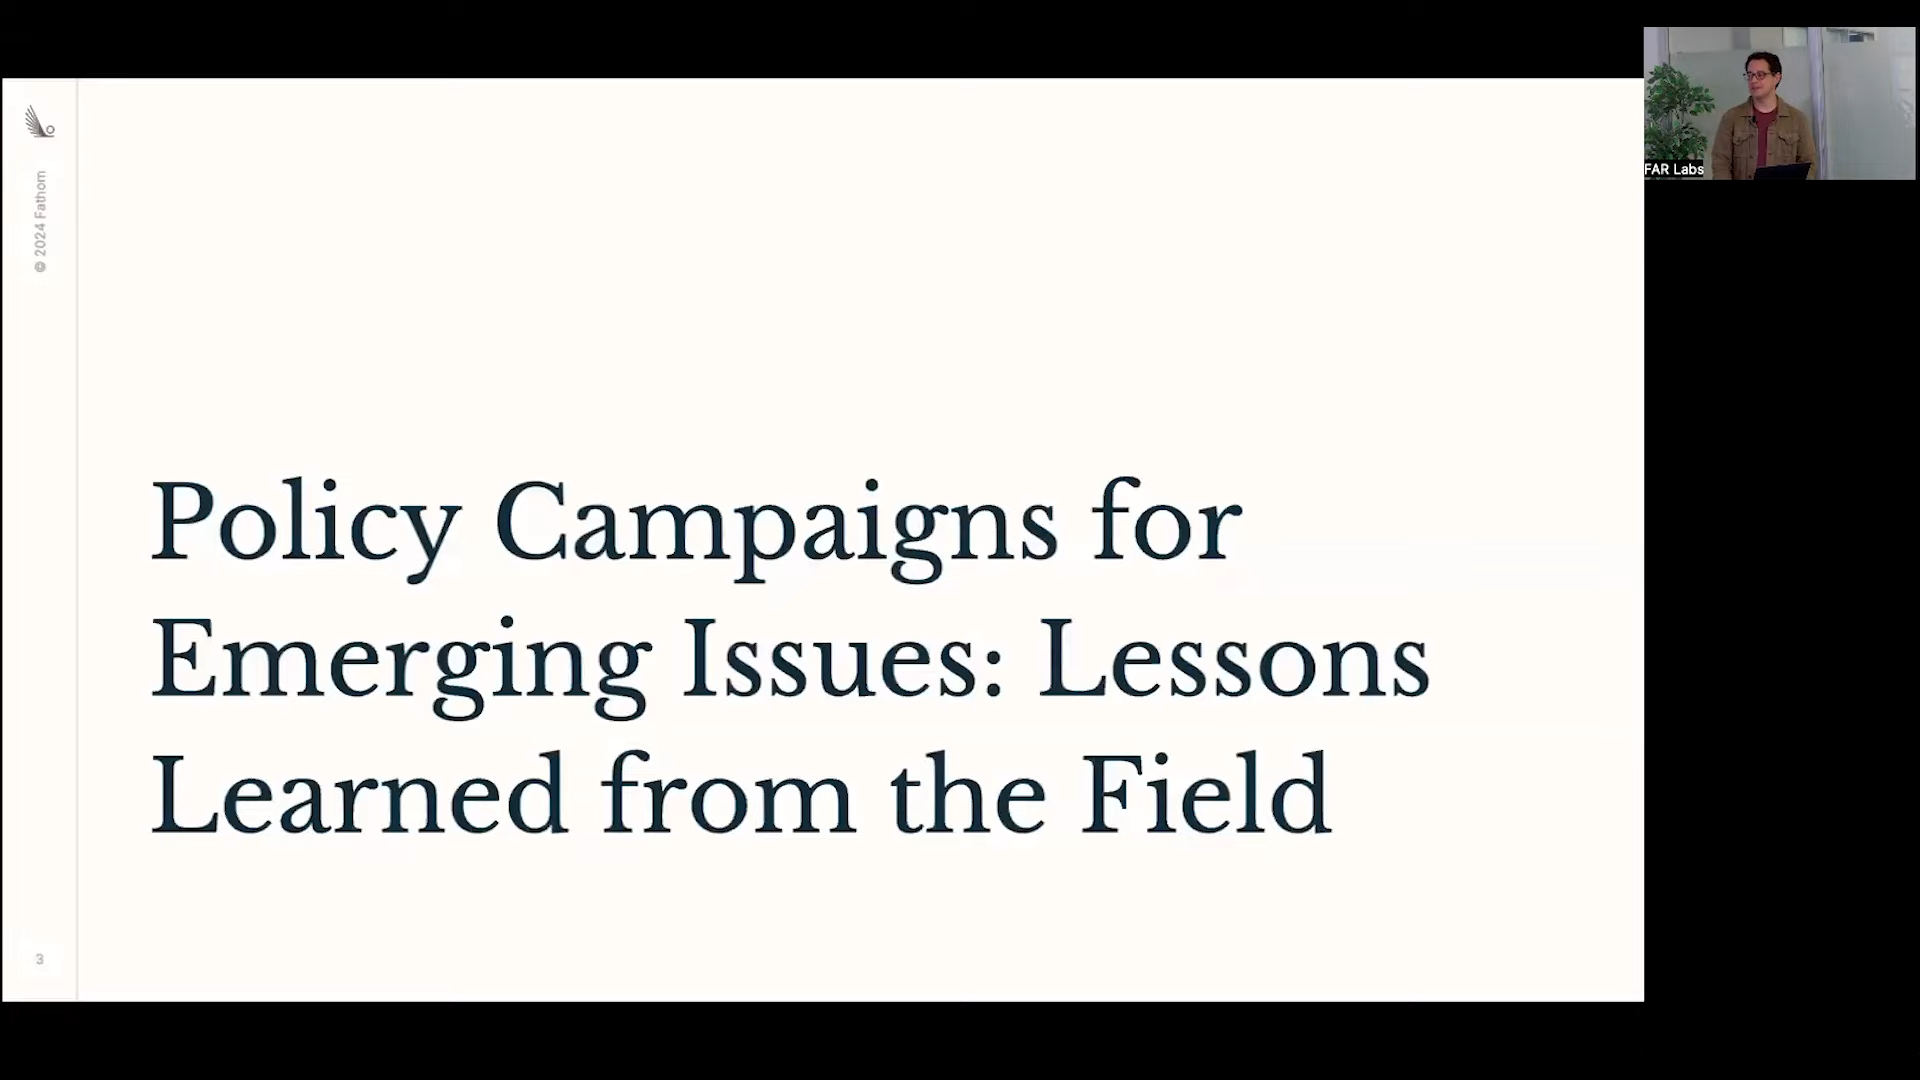 © 2024 Fathom
Policy Campaigns for
Emerging Issues: Lessons
Learned from the Field
3
FAR Labs